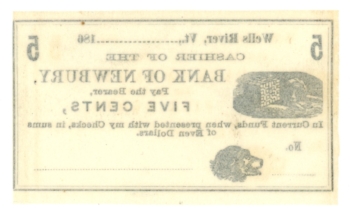 5 Wells River, Vt., 186 5
CASHIER OF THE
BANK OF NEWBURY,
Pay the Bearer,
FIVE CENTS,
In Current Funds, when presented with my Checks, in sums
of Even Dollars.
No.